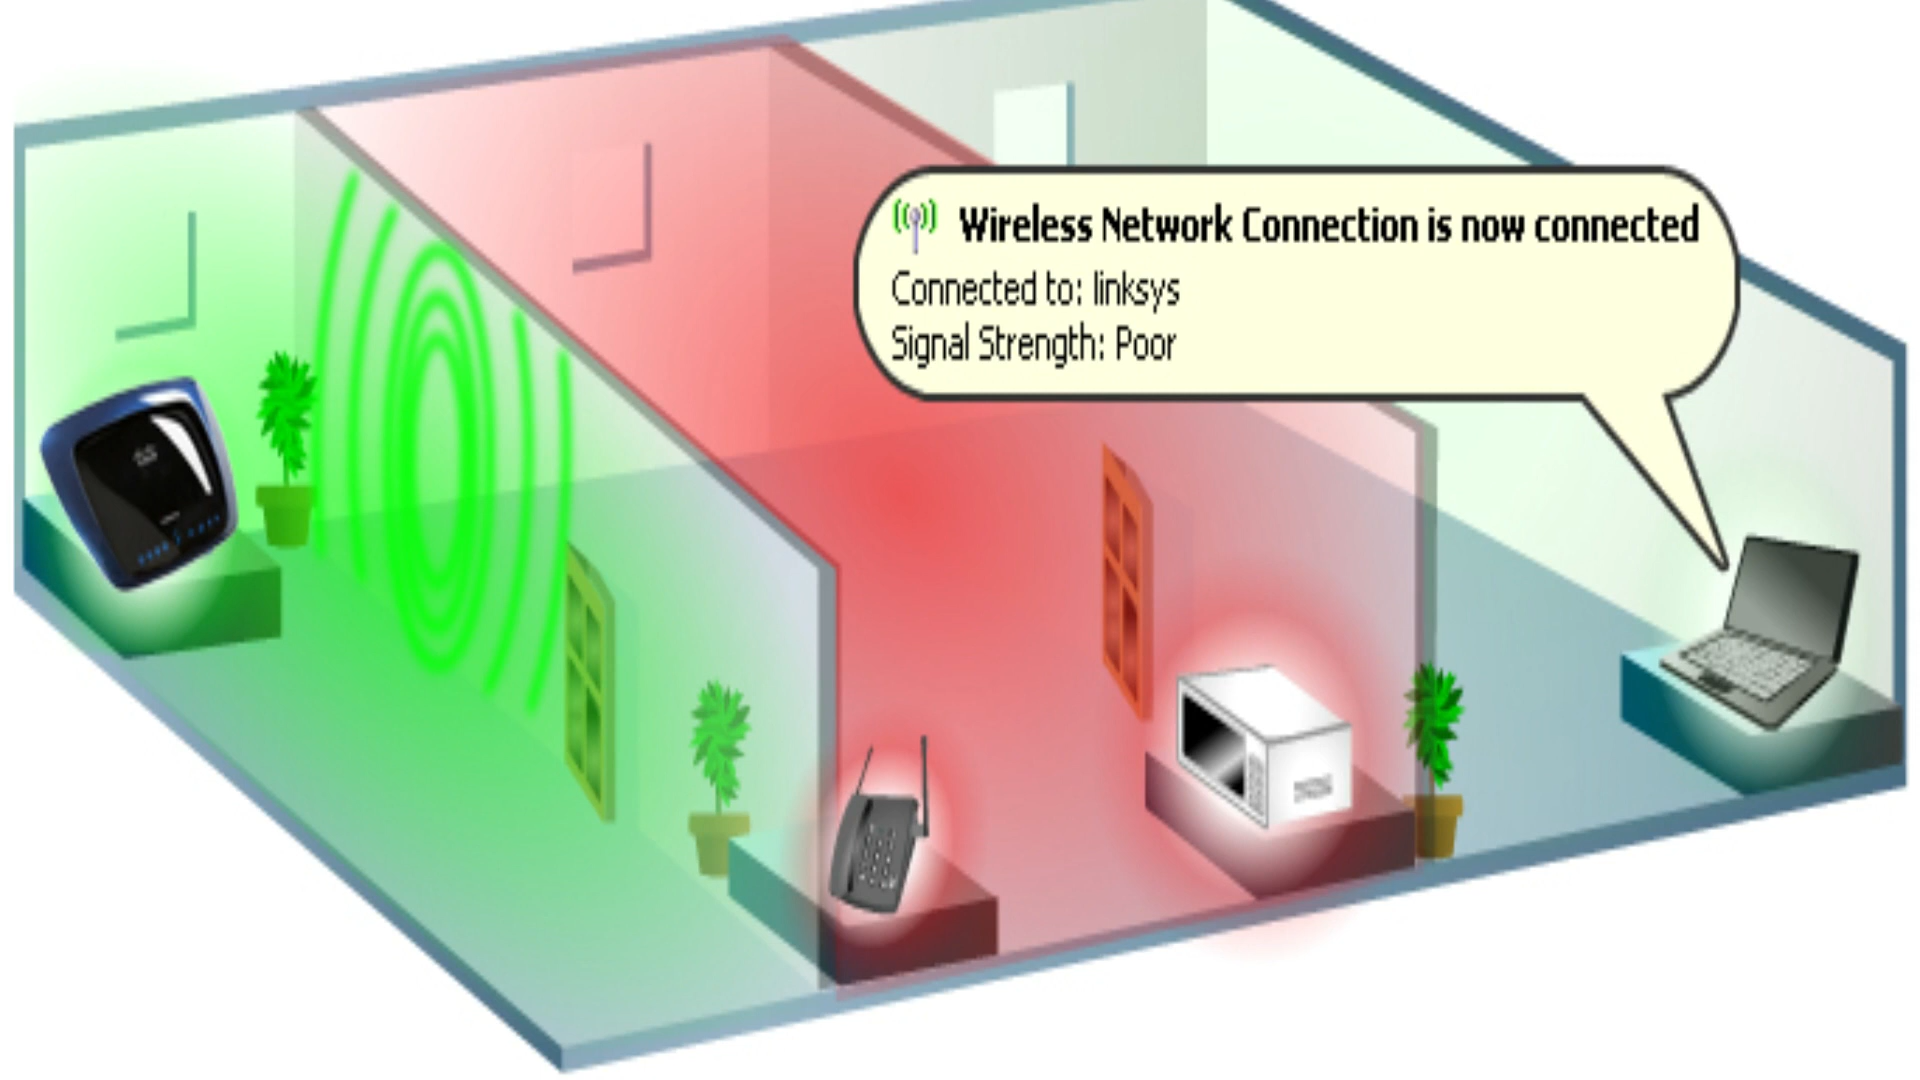 Wireless Network Connection is now connected
Connected to: linksys
Signal Strength: Poor